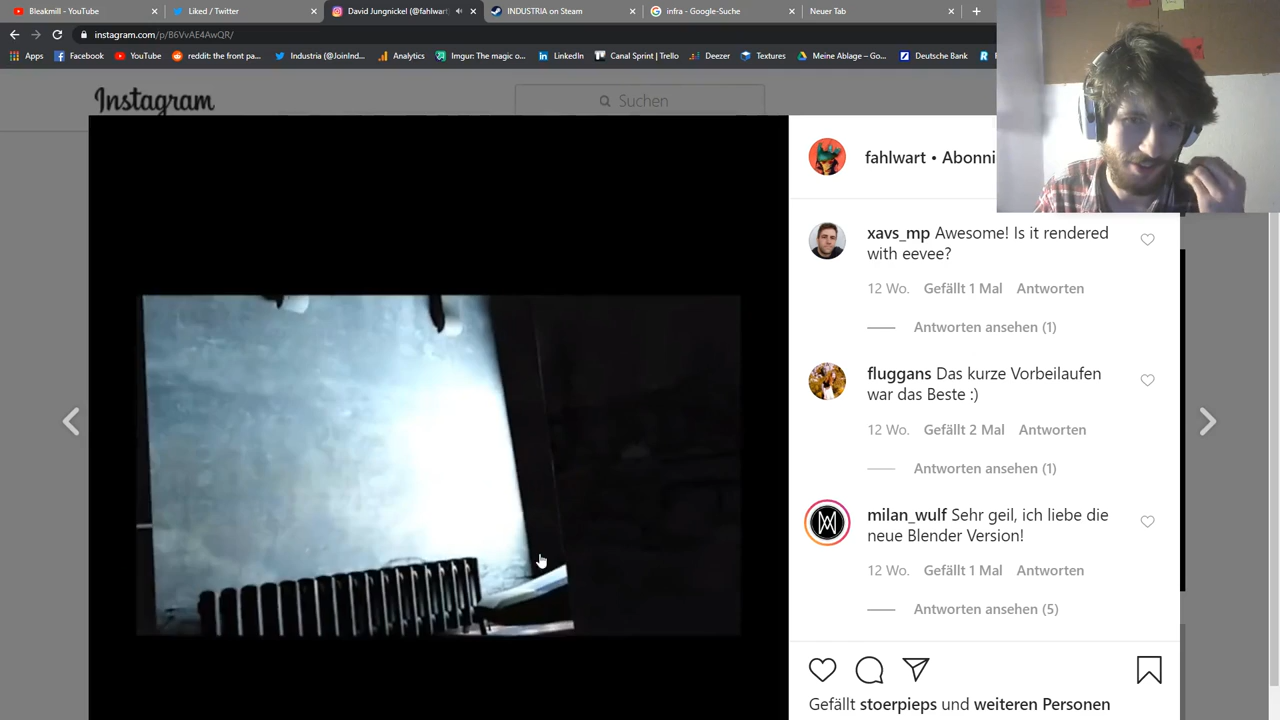 Bleakmill - YouTube
Liked / Twitter
David Jungnickel (@fahlwart
INDUSTRIA on Steam
infra - Google-Suche
Neuer Tab
instagram.com/p/B6VvAE4AwQR/
Apps
Facebook
YouTube
reddit: the front pa...
Industria (@JoinInd...
Analytics
Imgur: The magic o...
LinkedIn
Canal Sprint | Trello
Deezer
Textures
Meine Ablage – Go...
Deutsche Bank
Instagram
Suchen
fahlwart • Abonni
xavs_mp Awesome! Is it rendered
with eevee?
12 Wo. Gefällt 1 Mal Antworten
Antworten ansehen (1)
fluggans Das kurze Vorbeilaufen
war das Beste :)
12 Wo. Gefällt 2 Mal Antworten
Antworten ansehen (1)
milan_wulf Sehr geil, ich liebe die
neue Blender Version!
12 Wo. Gefällt 1 Mal Antworten
Antworten ansehen (5)
Gefällt stoerpieps und weiteren Personen